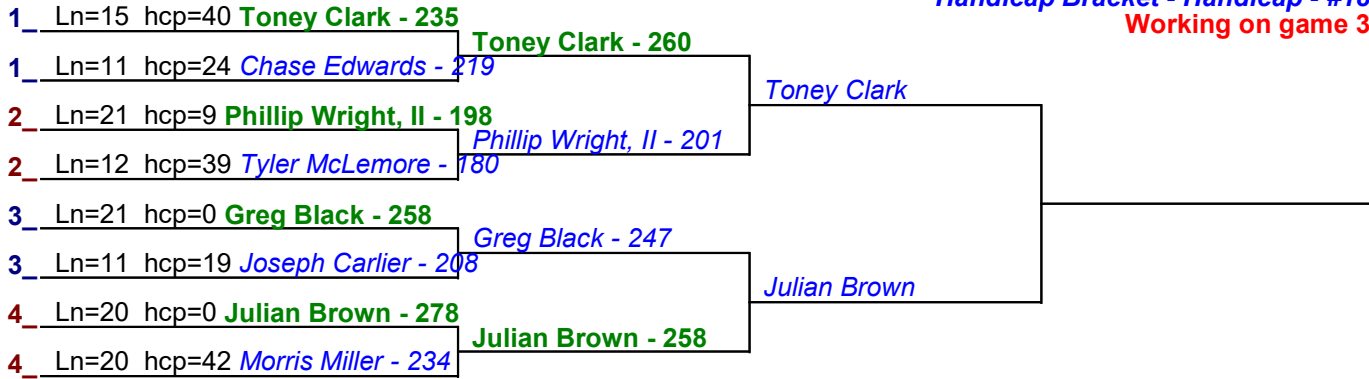 Handicap Bracket - Handicap
Working on game 3
1_ Ln=15 hcp=40 Toney Clark - 235
Toney Clark - 260
1_ Ln=11 hcp=24 Chase Edwards - 219
Toney Clark
2_ Ln=21 hcp=9 Phillip Wright, II - 198
Phillip Wright, II - 201
2_ Ln=12 hcp=39 Tyler McLemore - 180
3_ Ln=21 hcp=0 Greg Black - 258
Greg Black - 247
3_ Ln=11 hcp=19 Joseph Carlier - 208
Julian Brown
4_ Ln=20 hcp=0 Julian Brown - 278
Julian Brown - 258
4_ Ln=20 hcp=42 Morris Miller - 234